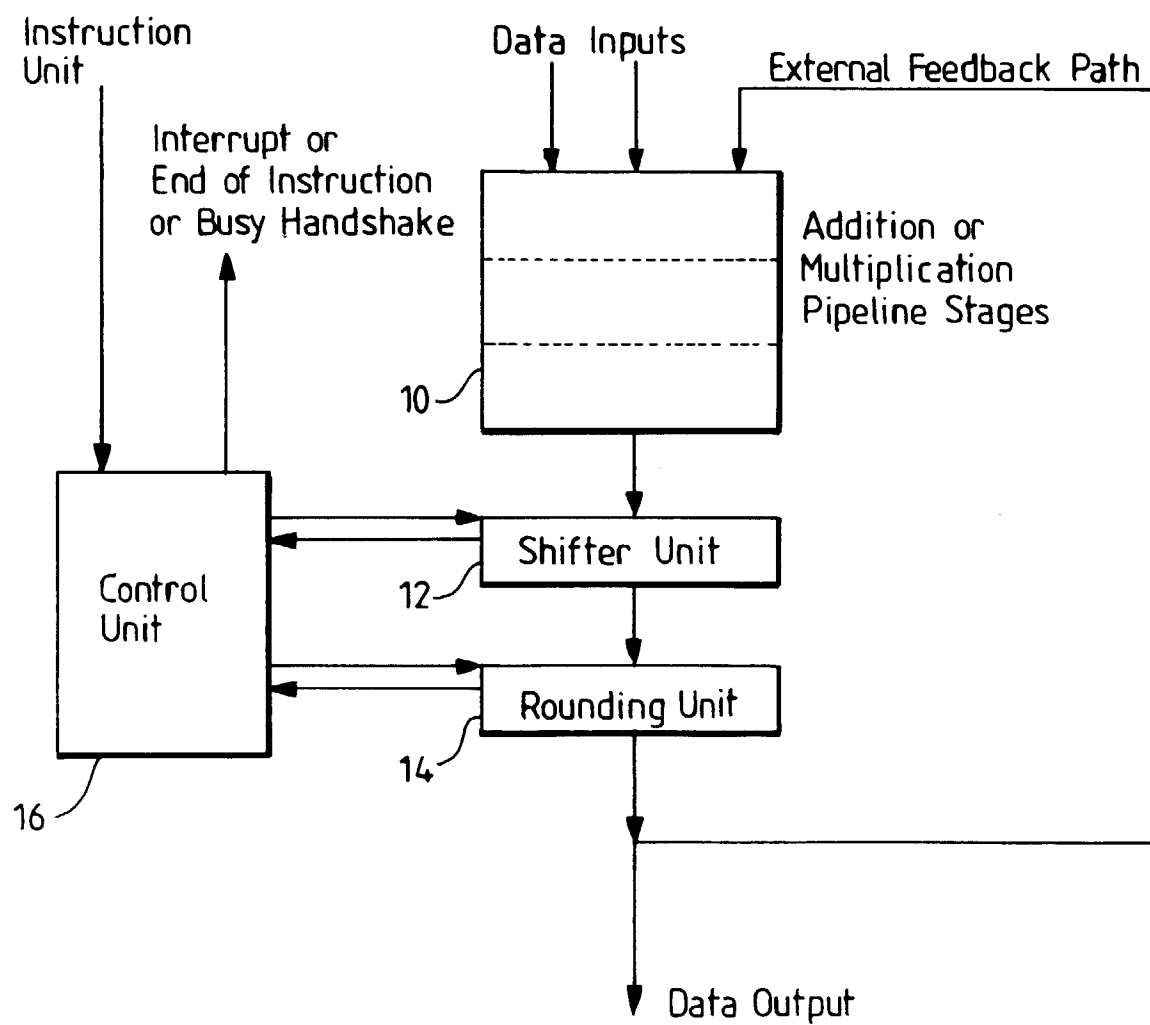 Instruction
Unit
Data Inputs
External Feedback Path
Interrupt or
End of Instruction
or Busy Handshake
Addition or
Multiplication
Pipeline Stages
10
Shifter Unit
12
Control
Unit
Rounding Unit
14
16
Data Output